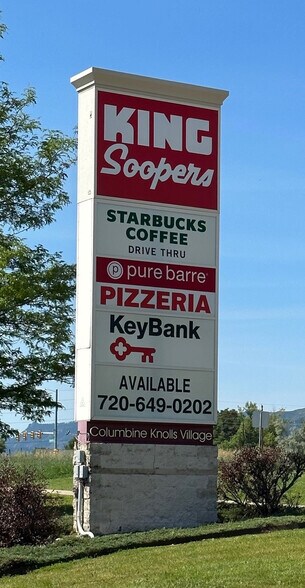 KING
Soopers
STARBUCKS
COFFEE
DRIVE THRU
p pure barre
PIZZERIA
KeyBank
AVAILABLE
720-649-0202
Columbine Knolls Village